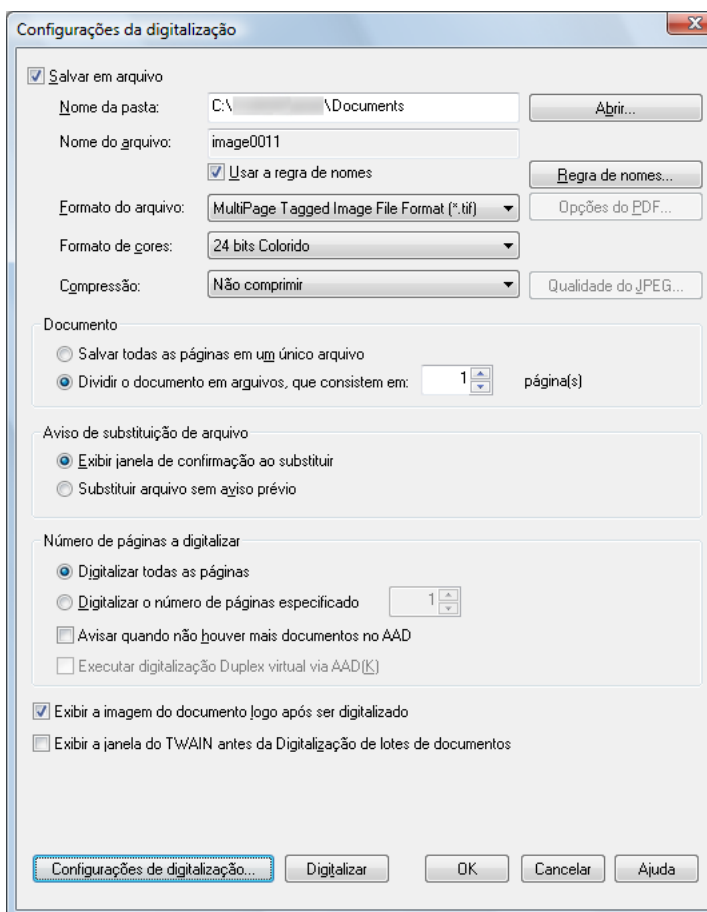 Configurações da digitalização
Salvar em arquivo
Nome da pasta: C:\ \Documents Abrir...
Nome do arquivo: image0011
Usar a regra de nomes Regra de nomes...
Formato do arquivo: MultiPage Tagged Image File Format (*.tif) Opções do PDF...
Formato de cores: 24 bits Colorido
Compressão: Não comprimir Qualidade do JPEG...
Documento
Salvar todas as páginas em um único arquivo
Dividir o documento em arguivos, que consistem em: 1 página(s)
Aviso de substituição de arquivo
Exibir janela de confirmação ao substituir
Substituir arquivo sem aviso prévio
Número de páginas a digitalizar
Digitalizar todas as páginas
Digitalizar o número de páginas especificado 1
Avisar quando não houver mais documentos no AAD
Executar digitalização Duplex virtual via AAD(K)
Exibir a imagem do documento logo após ser digitalizado
Exibir a janela do TWAIN antes da Digitalização de lotes de documentos
Configurações de digitalização... Digitalizar OK Cancelar Ajuda